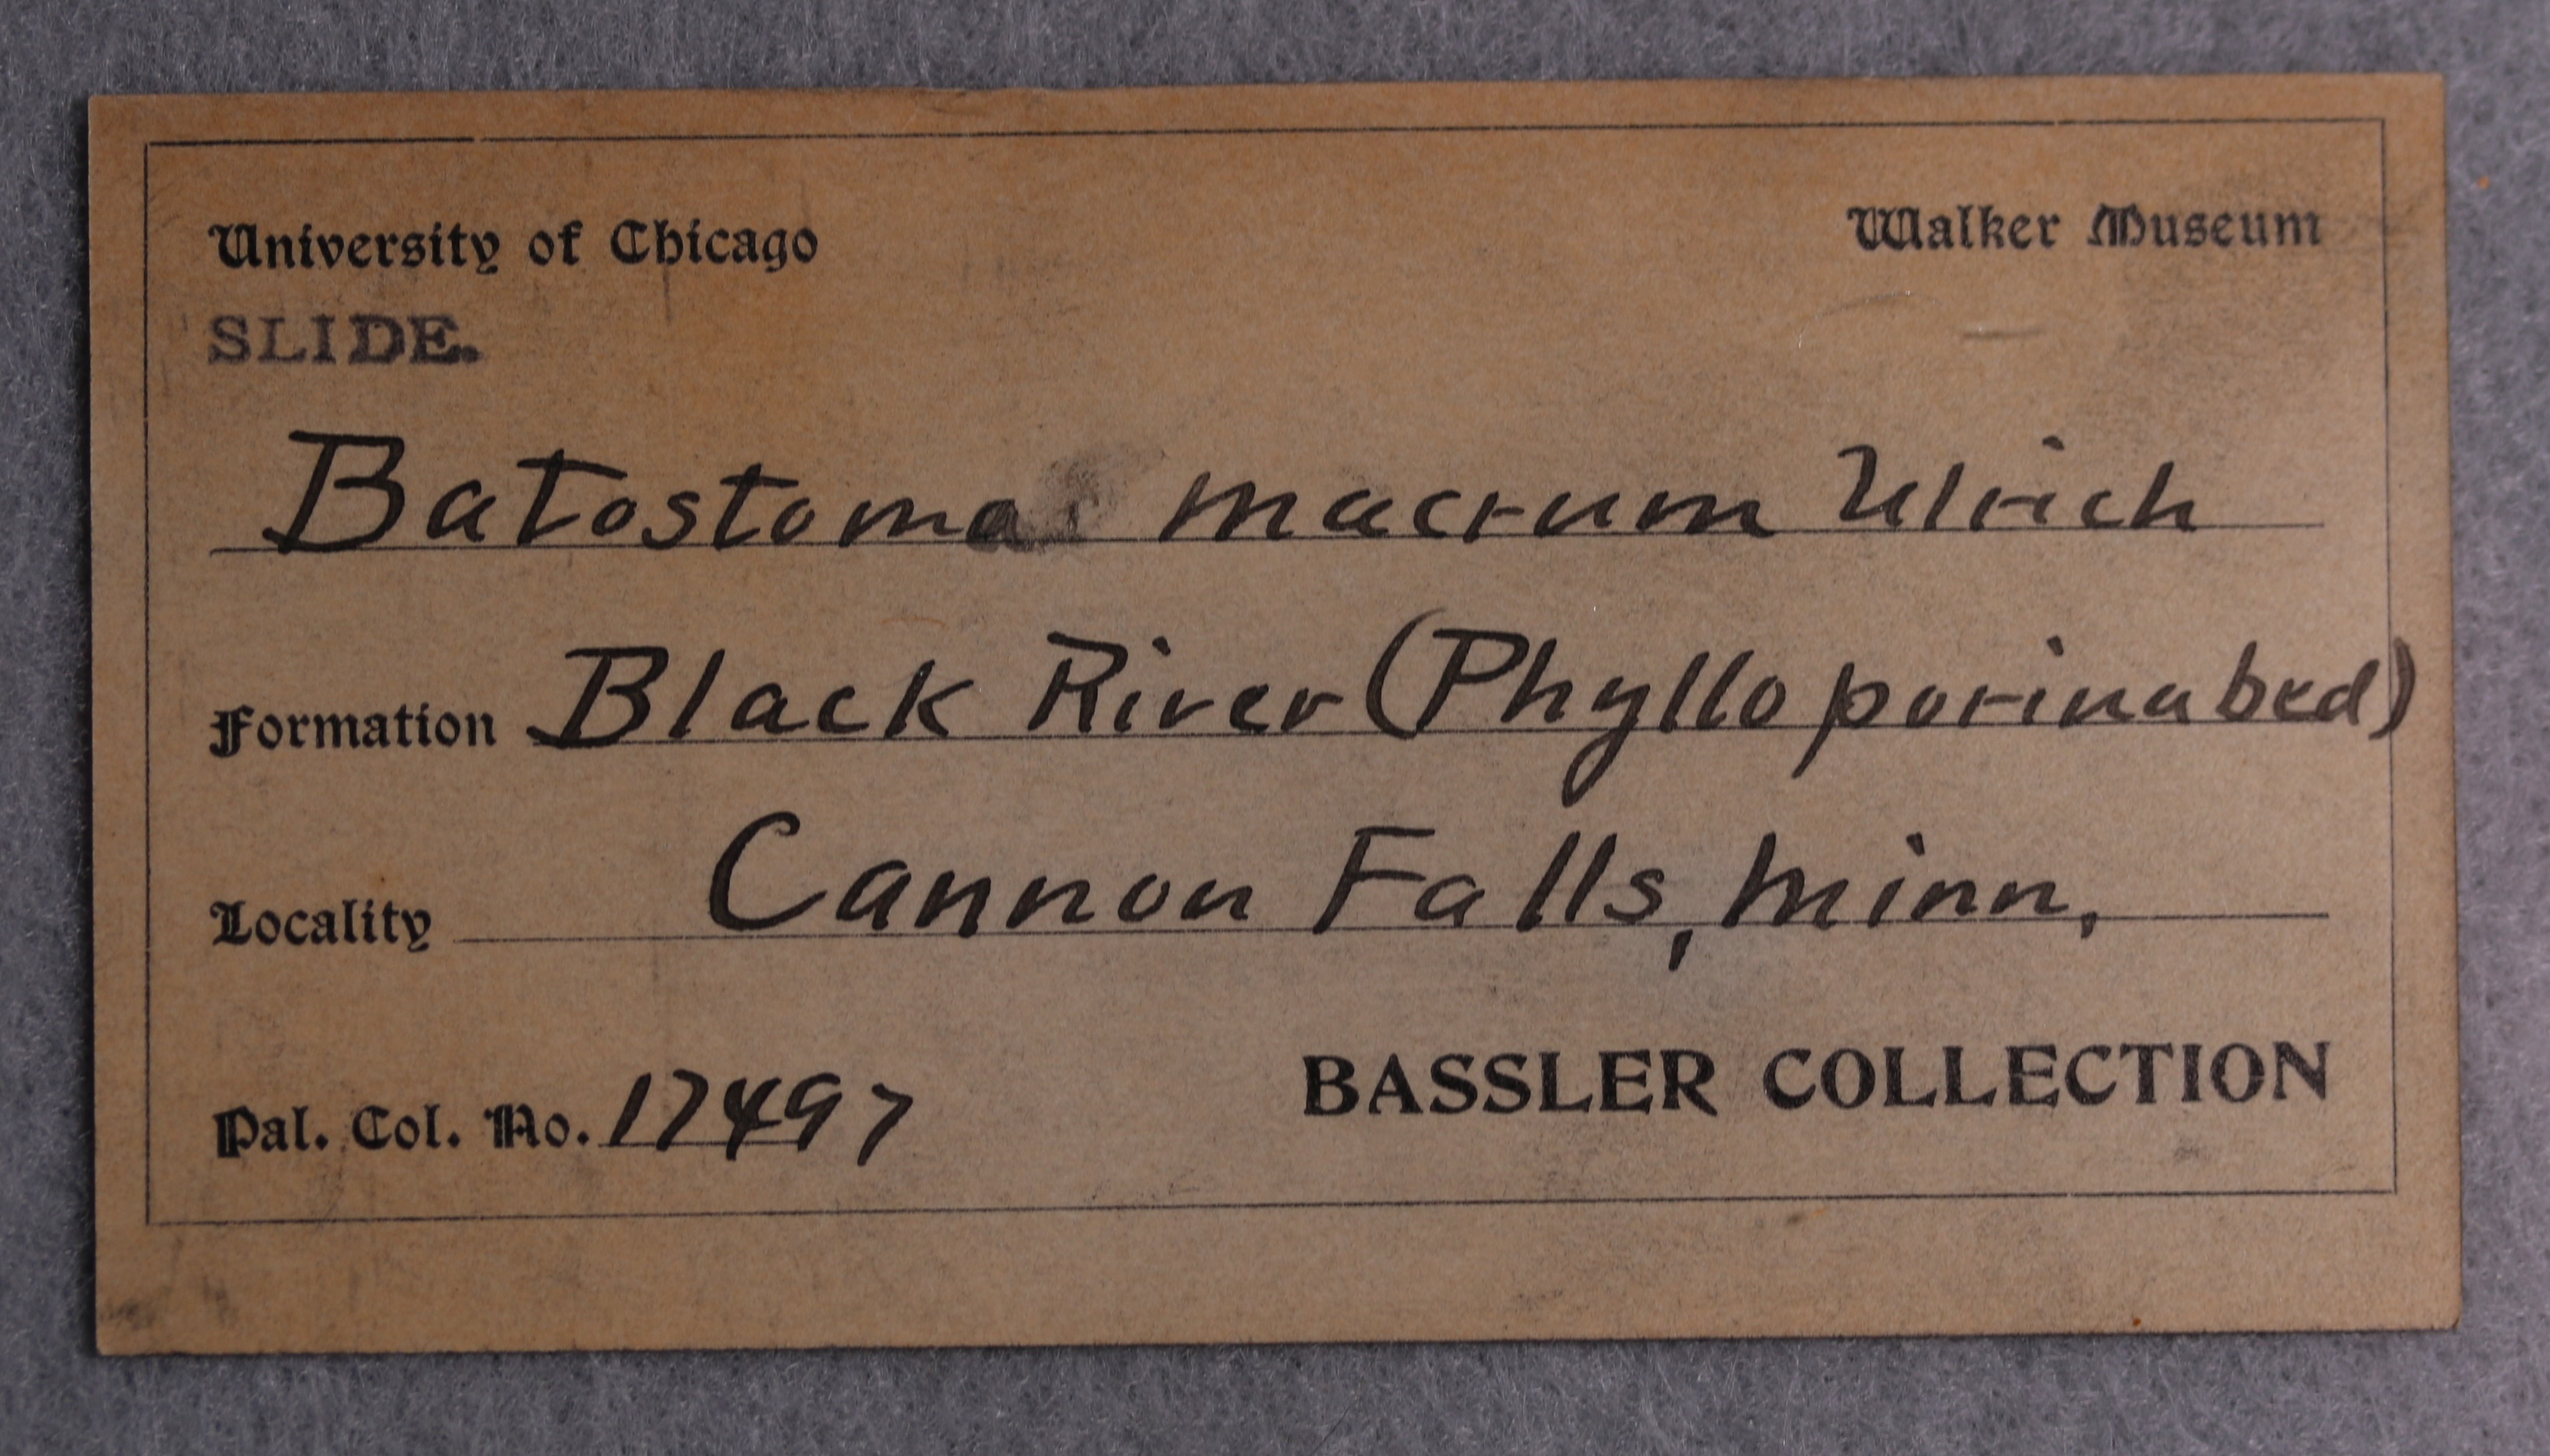 University of Chicago Walker Museum
SLIDE.
Batostoma macrum Ulrich
Formation Black River (Phylloporina bed)
Locality Cannon Falls, Minn,
Pal. Col. No. 17497 BASSLER COLLECTION